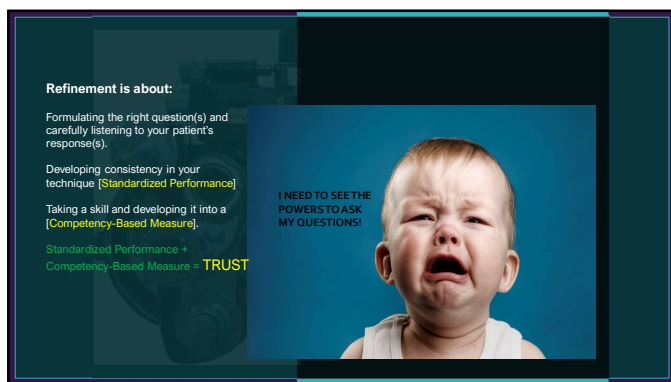 Refinement is about:
Formulating the right question(s) and
carefully listening to your patient's
response(s).
Developing consistency in your
technique [Standardized Performance]
Taking a skill and developing it into a
[Competency-Based Measure].
Standardized Performance +
Competency-Based Measure = TRUST
I NEED TO SEE THE
POWERS TO ASK
MY QUESTIONS!